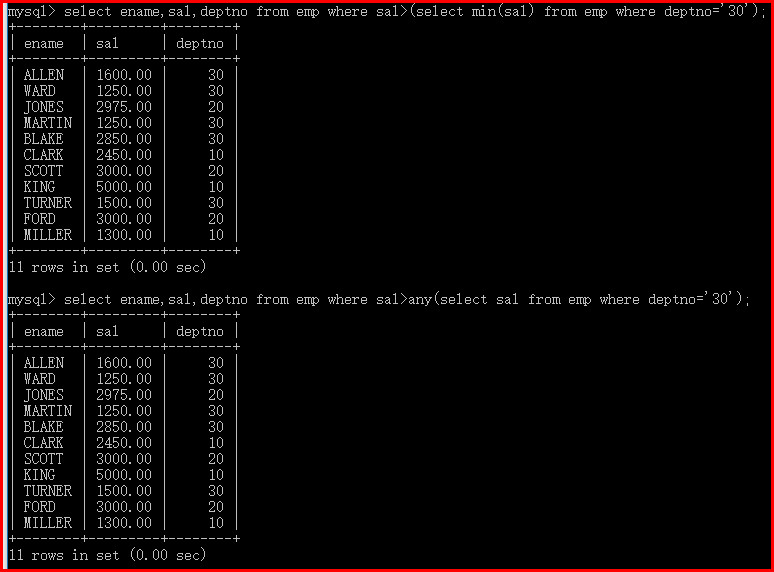 mysql> select ename,sal,deptno from emp where sal>(select min(sal) from emp where deptno='30');
+--------+---------+--------+
| ename | sal | deptno |
+--------+---------+--------+
| ALLEN | 1600.00 | 30 |
| WARD | 1250.00 | 30 |
| JONES | 2975.00 | 20 |
| MARTIN | 1250.00 | 30 |
| BLAKE | 2850.00 | 30 |
| CLARK | 2450.00 | 10 |
| SCOTT | 3000.00 | 20 |
| KING | 5000.00 | 10 |
| TURNER | 1500.00 | 30 |
| FORD | 3000.00 | 20 |
| MILLER | 1300.00 | 10 |
+--------+---------+--------+
11 rows in set (0.00 sec)
mysql> select ename,sal,deptno from emp where sal>any(select sal from emp where deptno='30');
+--------+---------+--------+
| ename | sal | deptno |
+--------+---------+--------+
| ALLEN | 1600.00 | 30 |
| WARD | 1250.00 | 30 |
| JONES | 2975.00 | 20 |
| MARTIN | 1250.00 | 30 |
| BLAKE | 2850.00 | 30 |
| CLARK | 2450.00 | 10 |
| SCOTT | 3000.00 | 20 |
| KING | 5000.00 | 10 |
| TURNER | 1500.00 | 30 |
| FORD | 3000.00 | 20 |
| MILLER | 1300.00 | 10 |
+--------+---------+--------+
11 rows in set (0.00 sec)